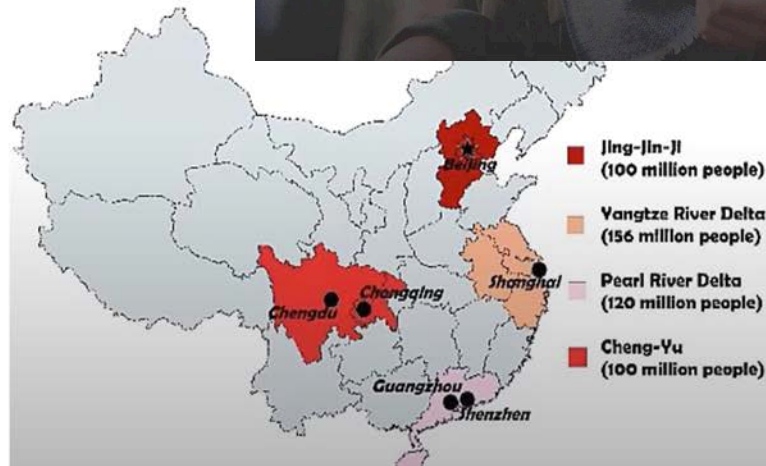 Beijing
Jing-Jin-Ji
(100 million people)
Yangtze River Delta
(156 million people)
Shanghai
Pearl River Delta
(120 million people)
Chongqing
Chengdu
Cheng-Yu
(100 million people)
Guangzhou
Shenzhen